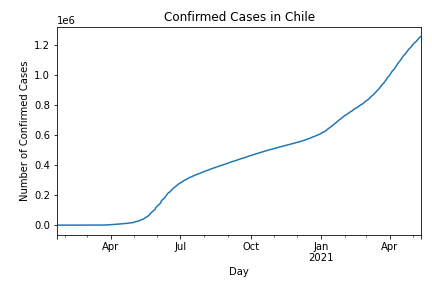 Confirmed Cases in Chile
1e6
Number of Confirmed Cases
1.2
1.0
0.8
0.6
0.4
0.2
0.0
Apr
Jul
Oct
Jan
2021
Apr
Day